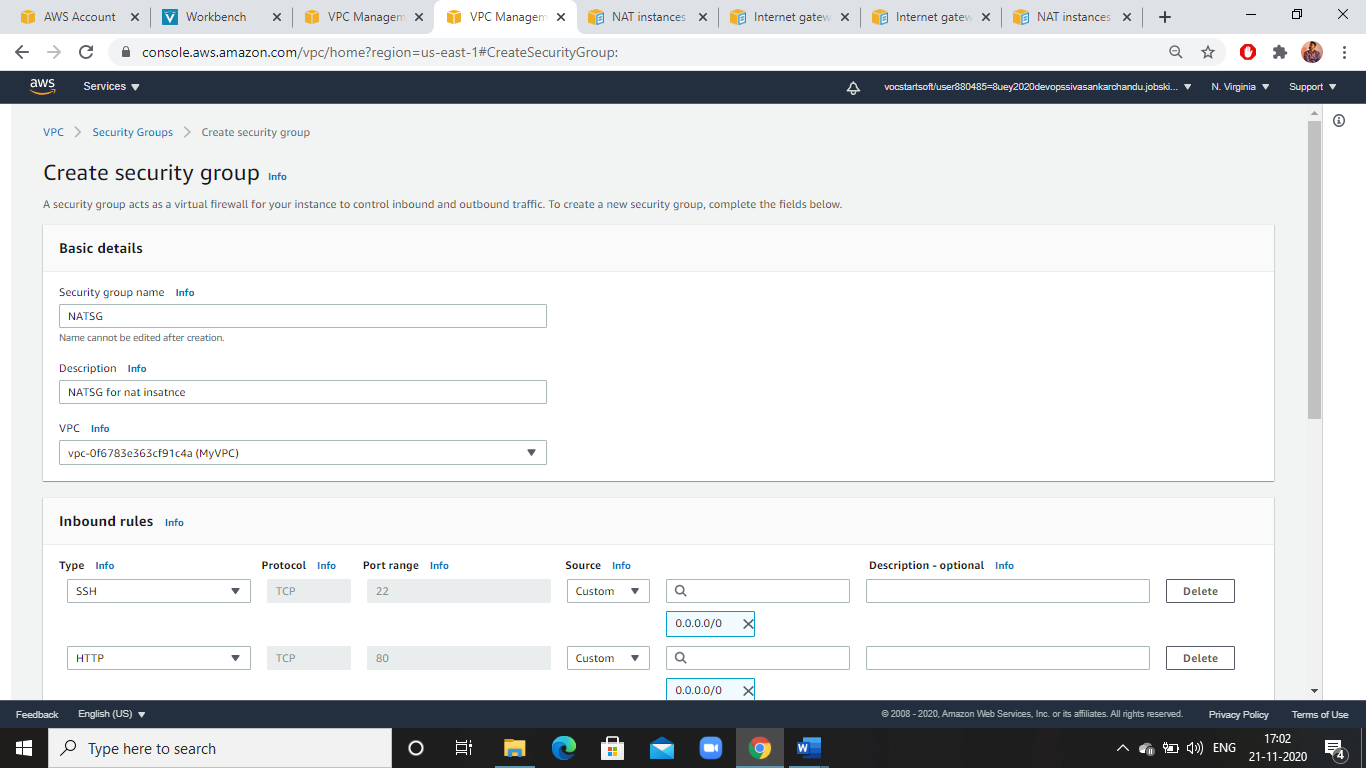 AWS Account
Workbench
VPC Managem
VPC Managem
NAT instances
Internet gatew
Internet gatew
NAT instances
console.aws.amazon.com/vpc/home?region=us-east-1#CreateSecurityGroup:
aws
Services
vocstartsoft/user880485=8uey2020devopssivasankarchandu.jobski...
N. Virginia
Support
VPC > Security Groups > Create security group
Create security group Info
A security group acts as a virtual firewall for your instance to control inbound and outbound traffic. To create a new security group, complete the fields below.
Basic details
Security group name Info
NATSG
Name cannot be edited after creation.
Description Info
NATSG for nat insatnce
VPC Info
vpc-0f6783e363cf91c4a (MyVPC)
Inbound rules Info
Type Info Protocol Info Port range Info Source Info Description - optional Info
SSH TCP 22 Custom Delete
0.0.0.0/0
HTTP TCP 80 Custom Delete
0.0.0.0/0
Feedback English (US) © 2008 - 2020, Amazon Web Services, Inc. or its affiliates. All rights reserved. Privacy Policy Terms of Use
Type here to search
ENG
17:02
21-11-2020
4